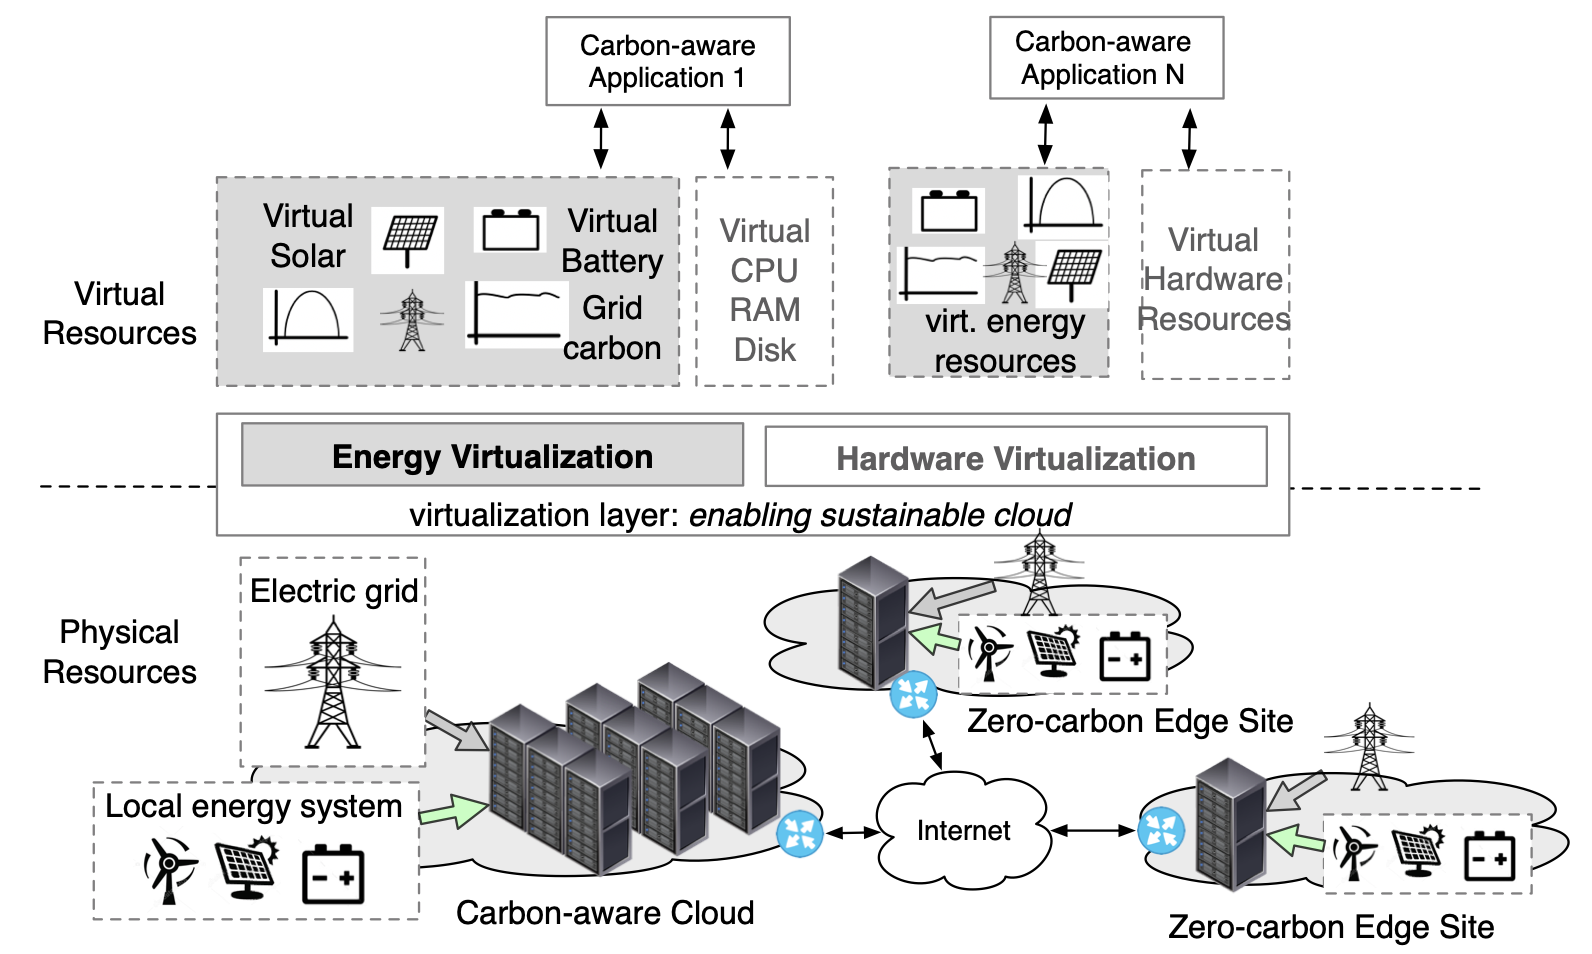 Carbon-aware
Application 1
Carbon-aware
Application N
Virtual
Solar
Virtual
Battery
Grid
carbon
Virtual
CPU
RAM
Disk
virt. energy
resources
Virtual
Hardware
Resources
Virtual
Resources
Energy Virtualization
Hardware Virtualization
virtualization layer: enabling sustainable cloud
Physical
Resources
Electric grid
Local energy system
Carbon-aware Cloud
Zero-carbon Edge Site
Internet
Zero-carbon Edge Site